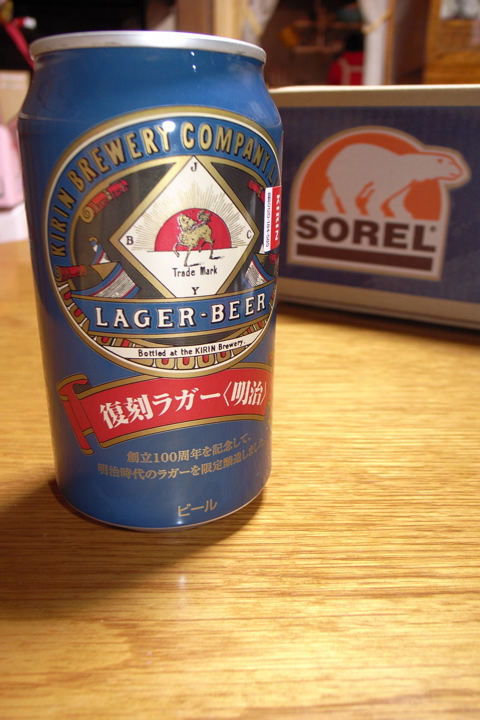 KIRIN BREWERY COMPANY, L
J
B C
Trade Mark
Y
LAGER-BEER
Bottled at the KIRIN Brewery.
復刻ラガー〈明治〉
創立100周年を記念して、
明治時代のラガーを限定醸造しました。
ビール
SOREL